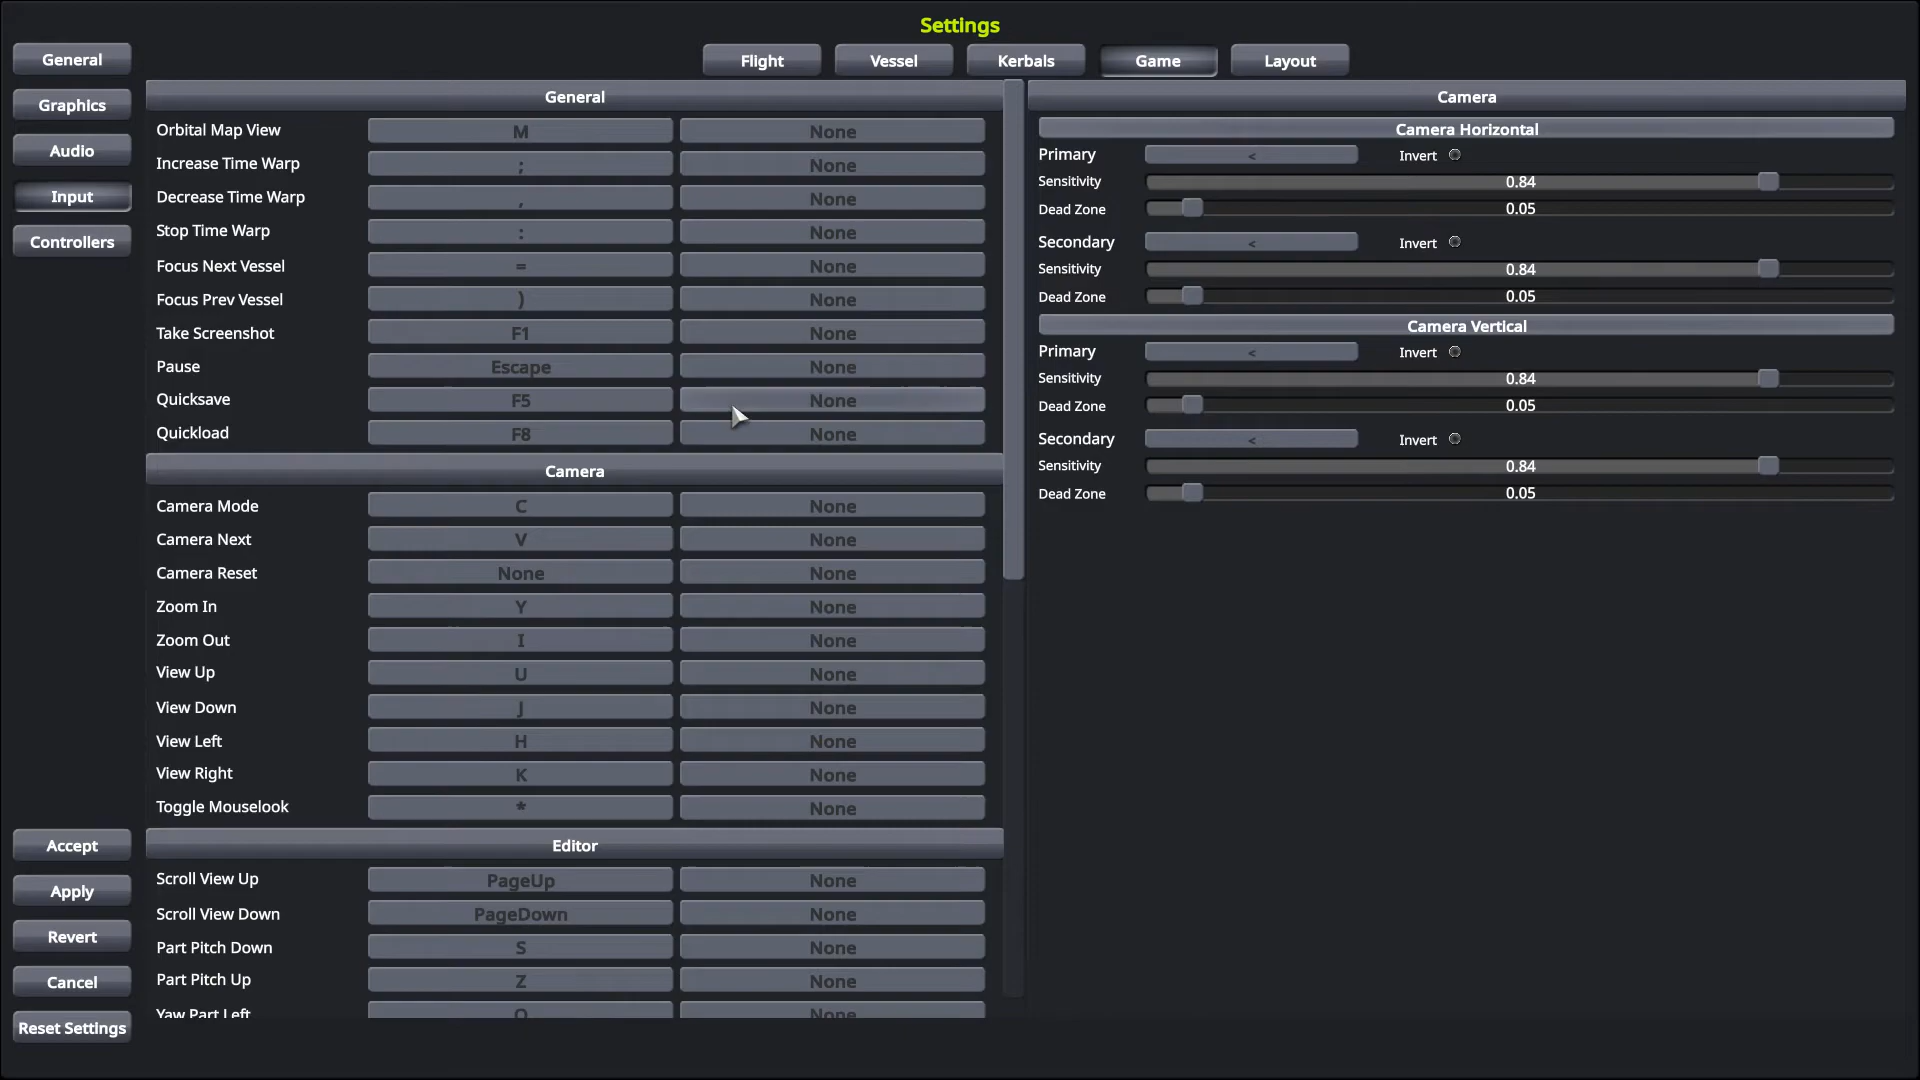 Settings
General
Graphics
Audio
Input
Controllers
Flight Vessel Kerbals Game Layout
General
Orbital Map View M None
Increase Time Warp ; None
Decrease Time Warp , None
Stop Time Warp : None
Focus Next Vessel = None
Focus Prev Vessel ) None
Take Screenshot F1 None
Pause Escape None
Quicksave F5 None
Quickload F8 None
Camera
Camera Mode C None
Camera Next V None
Camera Reset None None
Zoom In Y None
Zoom Out I None
View Up U None
View Down J None
View Left H None
View Right K None
Toggle Mouselook * None
Editor
Scroll View Up PageUp None
Scroll View Down PageDown None
Part Pitch Down S None
Part Pitch Up Z None
Yaw Part Left None
Camera
Camera Horizontal
Primary < Invert
Sensitivity 0.84
Dead Zone 0.05
Secondary < Invert
Sensitivity 0.84
Dead Zone 0.05
Camera Vertical
Primary < Invert
Sensitivity 0.84
Dead Zone 0.05
Secondary < Invert
Sensitivity 0.84
Dead Zone 0.05
Accept
Apply
Revert
Cancel
Reset Settings